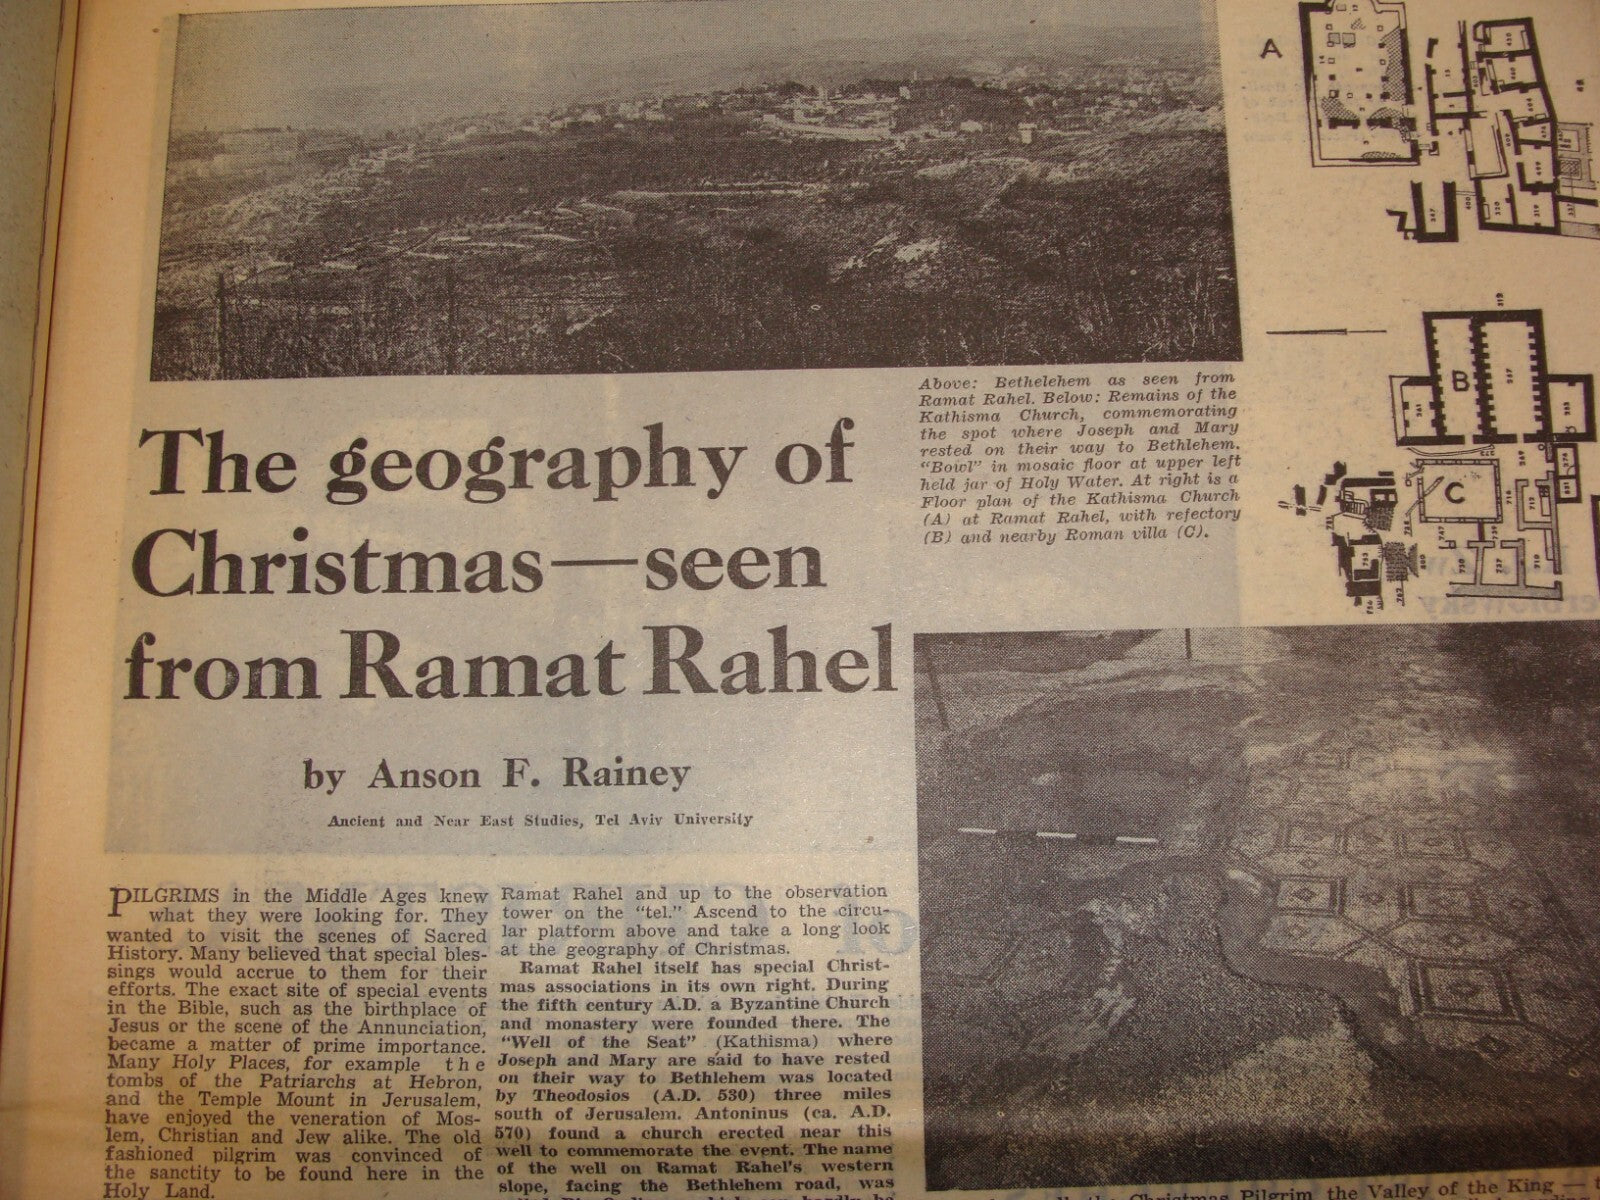 Above: Bethelehem as seen from
Ramat Rahel. Below: Remains of the
Kathisma Church, commemorating
the spot where Joseph and Mary
rested on their way to Bethlehem.
"Bowl" in mosaic floor at upper left
held jar of Holy Water. At right is a
Floor plan of the Kathisma Church
(A) at Ramat Rahel, with refectory
(B) and nearby Roman villa (C).
A
B
C
The geography of
Christmas—seen
from Ramat Rahel
by Anson F. Rainey
Ancient and Near East Studies, Tel Aviv University
PILGRIMS in the Middle Ages knew
what they were looking for. They
wanted to visit the scenes of Sacred
History. Many believed that special bles-
sings would accrue to them for their
efforts. The exact site of special events
in the Bible, such as the birthplace of
Jesus or the scene of the Annunciation,
became a matter of prime importance.
Many Holy Places, for example the
tombs of the Patriarchs at Hebron,
and the Temple Mount in Jerusalem,
have enjoyed the veneration of Mos-
lem, Christian and Jew alike. The old
fashioned pilgrim was convinced of
the sanctity to be found here in the
Holy Land.
Ramat Rahel and up to the observation
tower on the "tel." Ascend to the circu-
lar platform above and take a long look
at the geography of Christmas.
Ramat Rahel itself has special Christ-
mas associations in its own right. During
the fifth century A.D. a Byzantine Church
and monastery were founded there. The
"Well of the Seat" (Kathisma) where
Joseph and Mary are said to have rested
on their way to Bethlehem was located
by Theodosios (A.D. 530) three miles
south of Jerusalem. Antoninus (ca. A.D.
570) found a church erected near this
well to commemorate the event. The name
of the well on Ramat Rahel's western
slope, facing the Bethlehem road, was
the Christmas Pilgrim the Valley of the King —